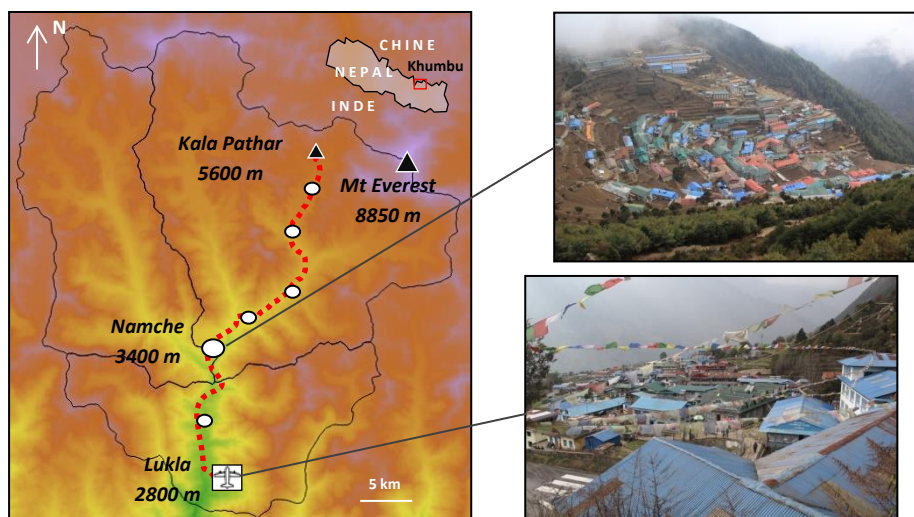 N
CHINE
NEPAL
Khumbu
INDE
Kala Pathar
5600 m
Mt Everest
8850 m
Namche
3400 m
Lukla
2800 m
5 km